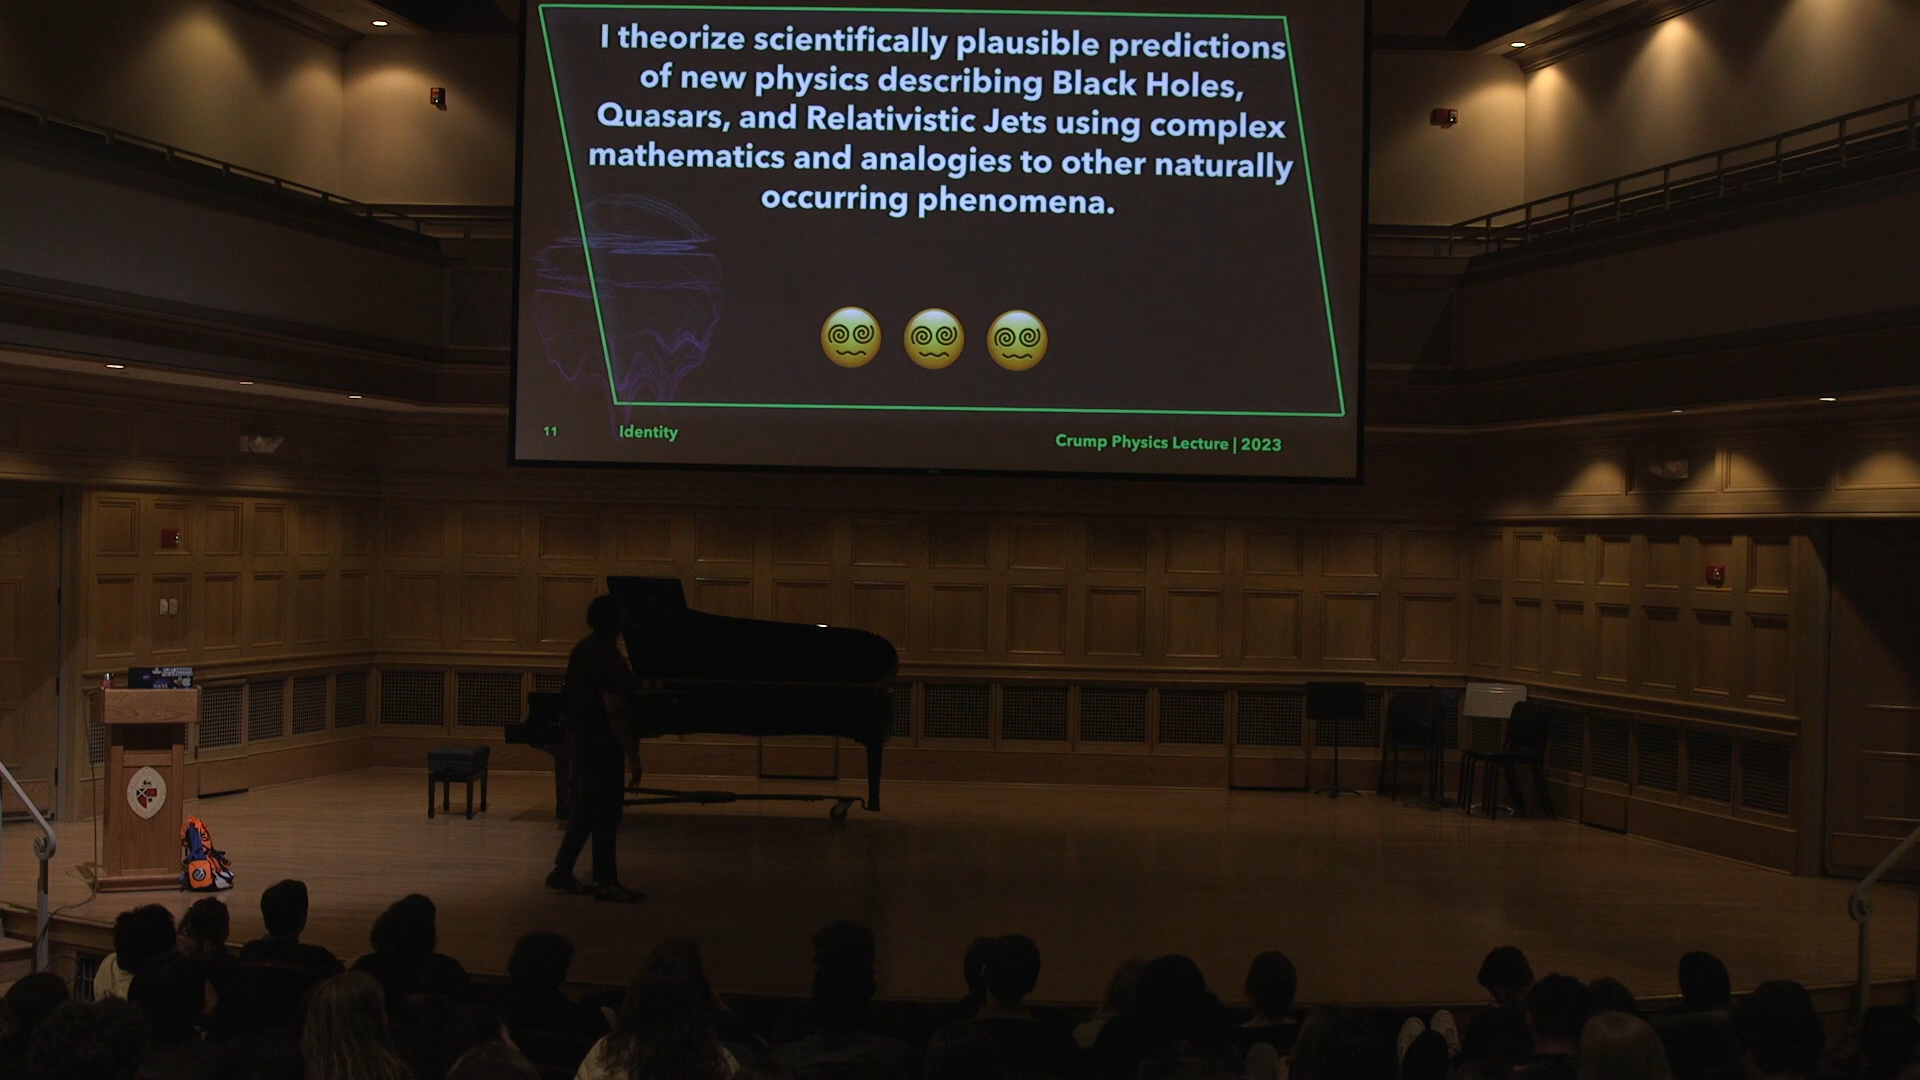 I theorize scientifically plausible predictions
of new physics describing Black Holes,
Quasars, and Relativistic Jets using complex
mathematics and analogies to other naturally
occurring phenomena.
11
Identity
Crump Physics Lecture | 2023